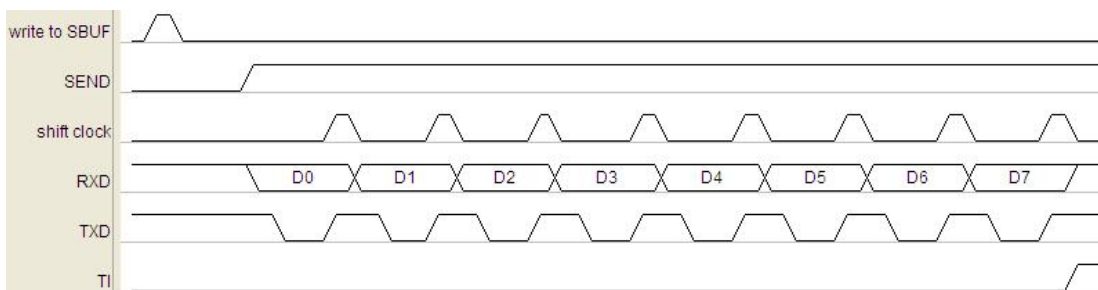 write to SBUF
SEND
shift clock
RXD D0 D1 D2 D3 D4 D5 D6 D7
TXD
TI